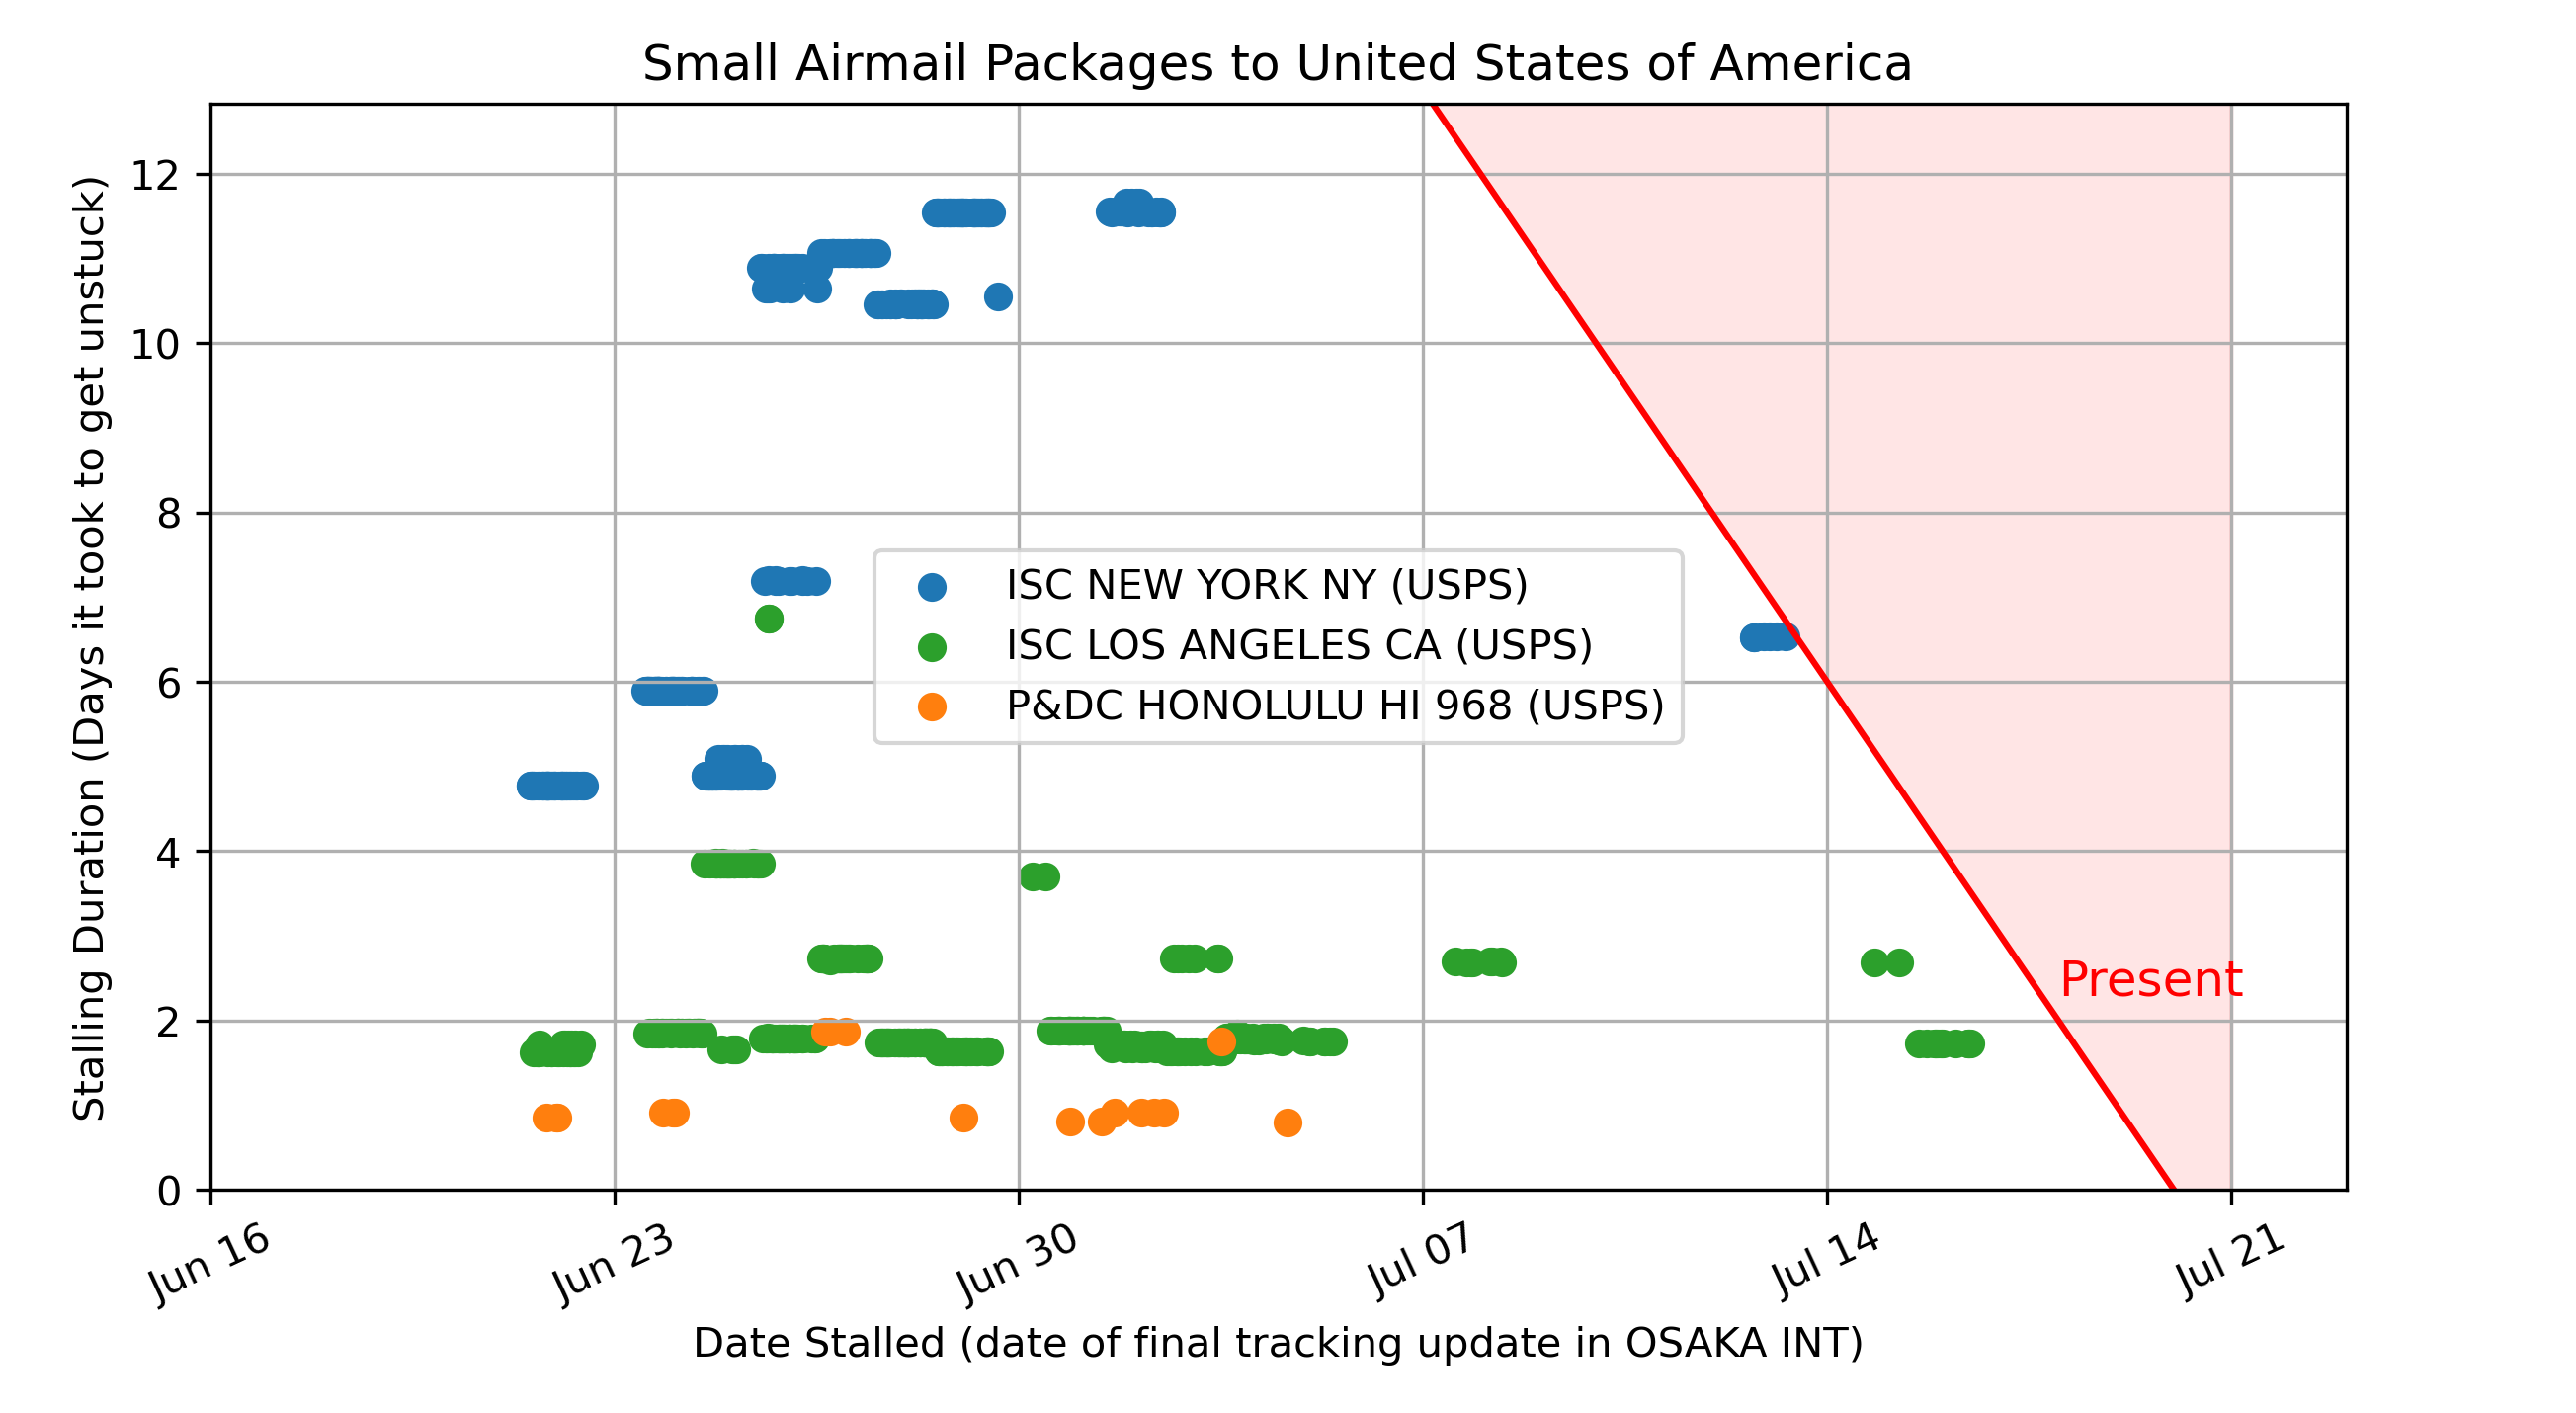 Small Airmail Packages to United States of America
Stalling Duration (Days it took to get unstuck)
12
10
8
6
4
2
0
ISC NEW YORK NY (USPS)
ISC LOS ANGELES CA (USPS)
P&DC HONOLULU HI 968 (USPS)
Present
Jun 16
Jun 23
Jun 30
Jul 07
Jul 14
Jul 21
Date Stalled (date of final tracking update in OSAKA INT)